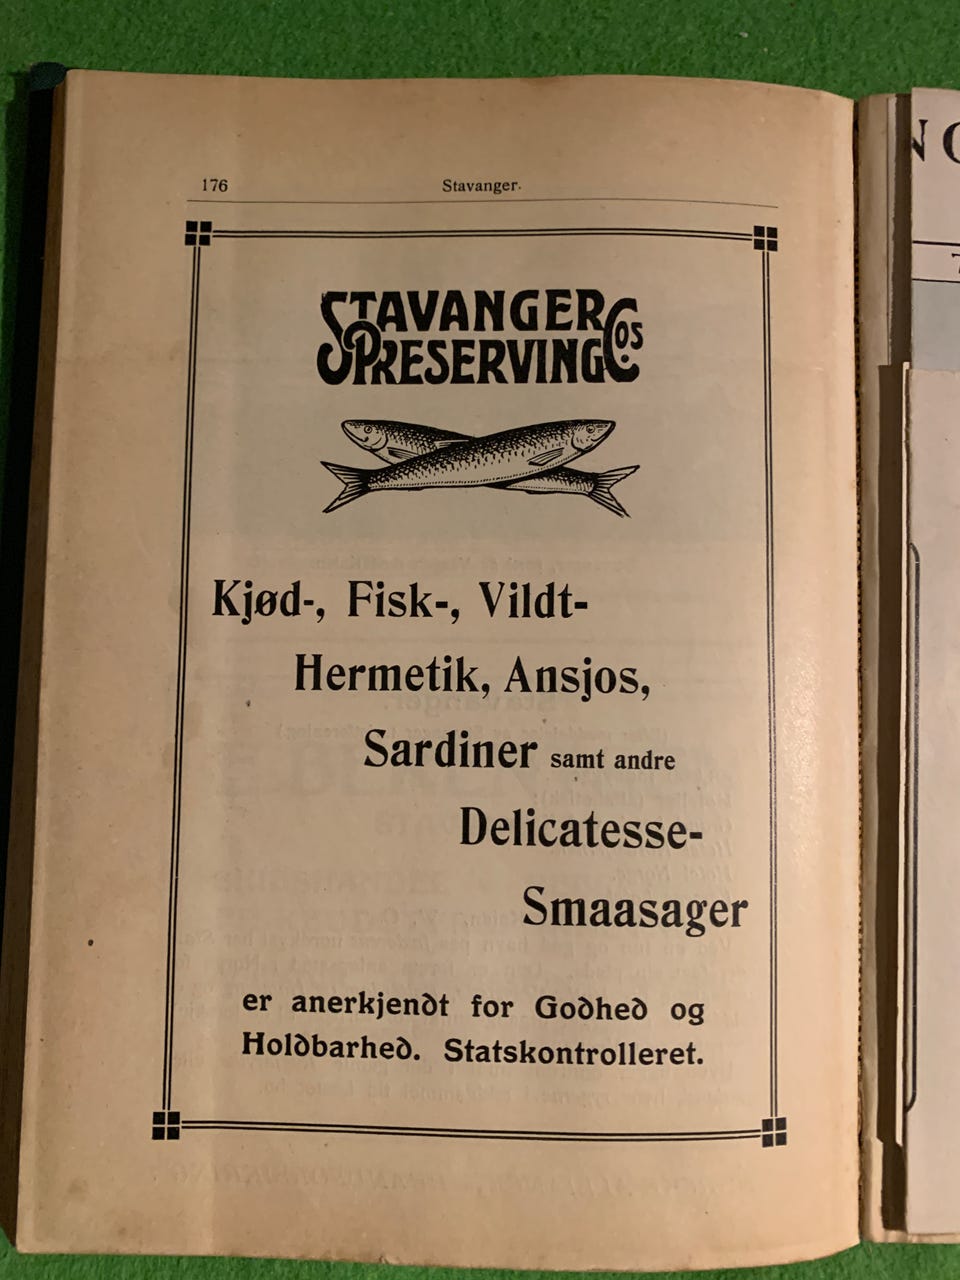 176
Stavanger.
STAVANGER
PRESERVING Cos
Kjød-, Fisk-, Vildt-
Hermetik, Ansjos,
Sardiner samt andre
Delicatesse-
Smaasager
er anerkjendt for Godhed og
Holdbarhed. Statskontrolleret.